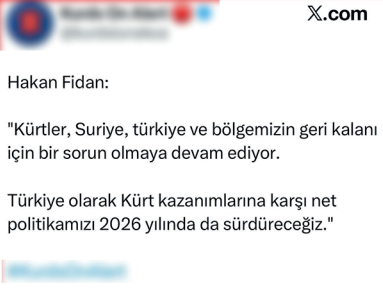 X.com
Hakan Fidan:
"Kürtler, Suriye, türkiye ve bölgemizin geri kalanı
için bir sorun olmaya devam ediyor.
Türkiye olarak Kürt kazanımlarına karşı net
politikamızı 2026 yılında da sürdüreceğiz."